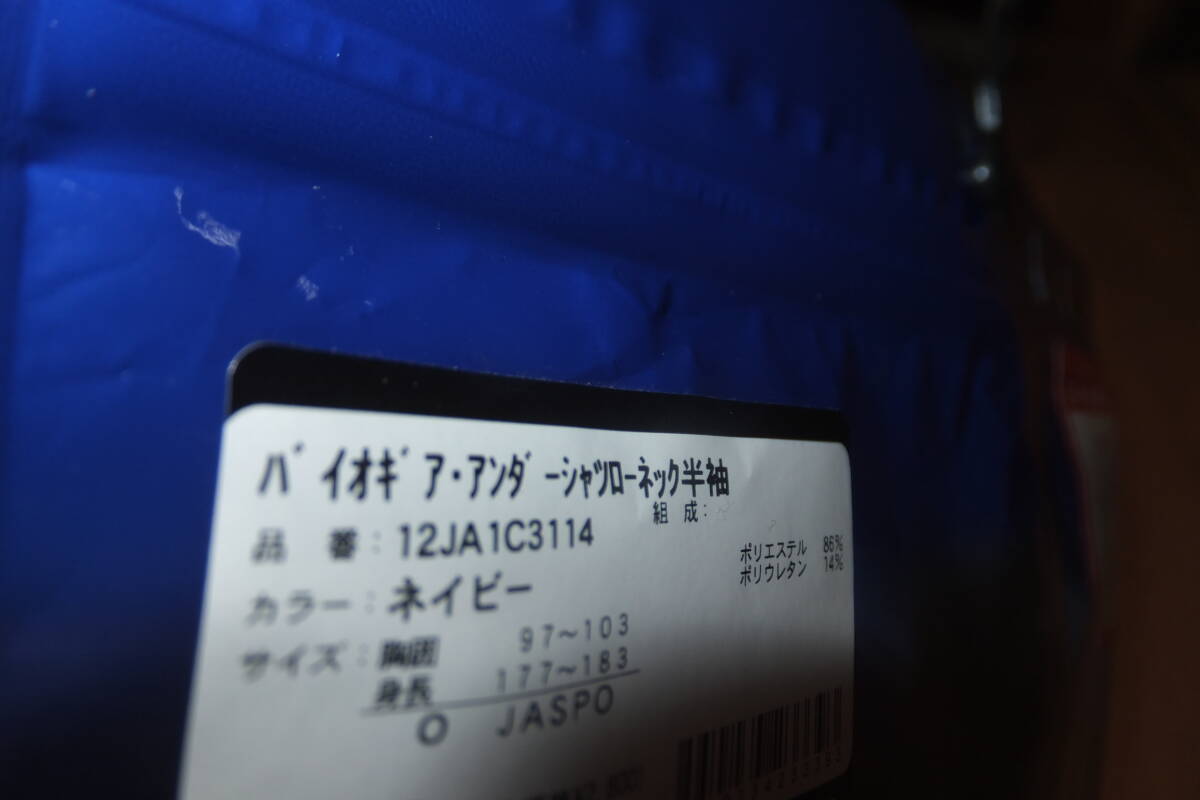 バイオギア・アンダーシャツローネック半袖
品 番:12JA1C3114
組 成:
ポリエステル 86%
ポリウレタン 14%
カラー:ネイビー
サイズ:胸囲 97～103
身長 177～183
O JASPO